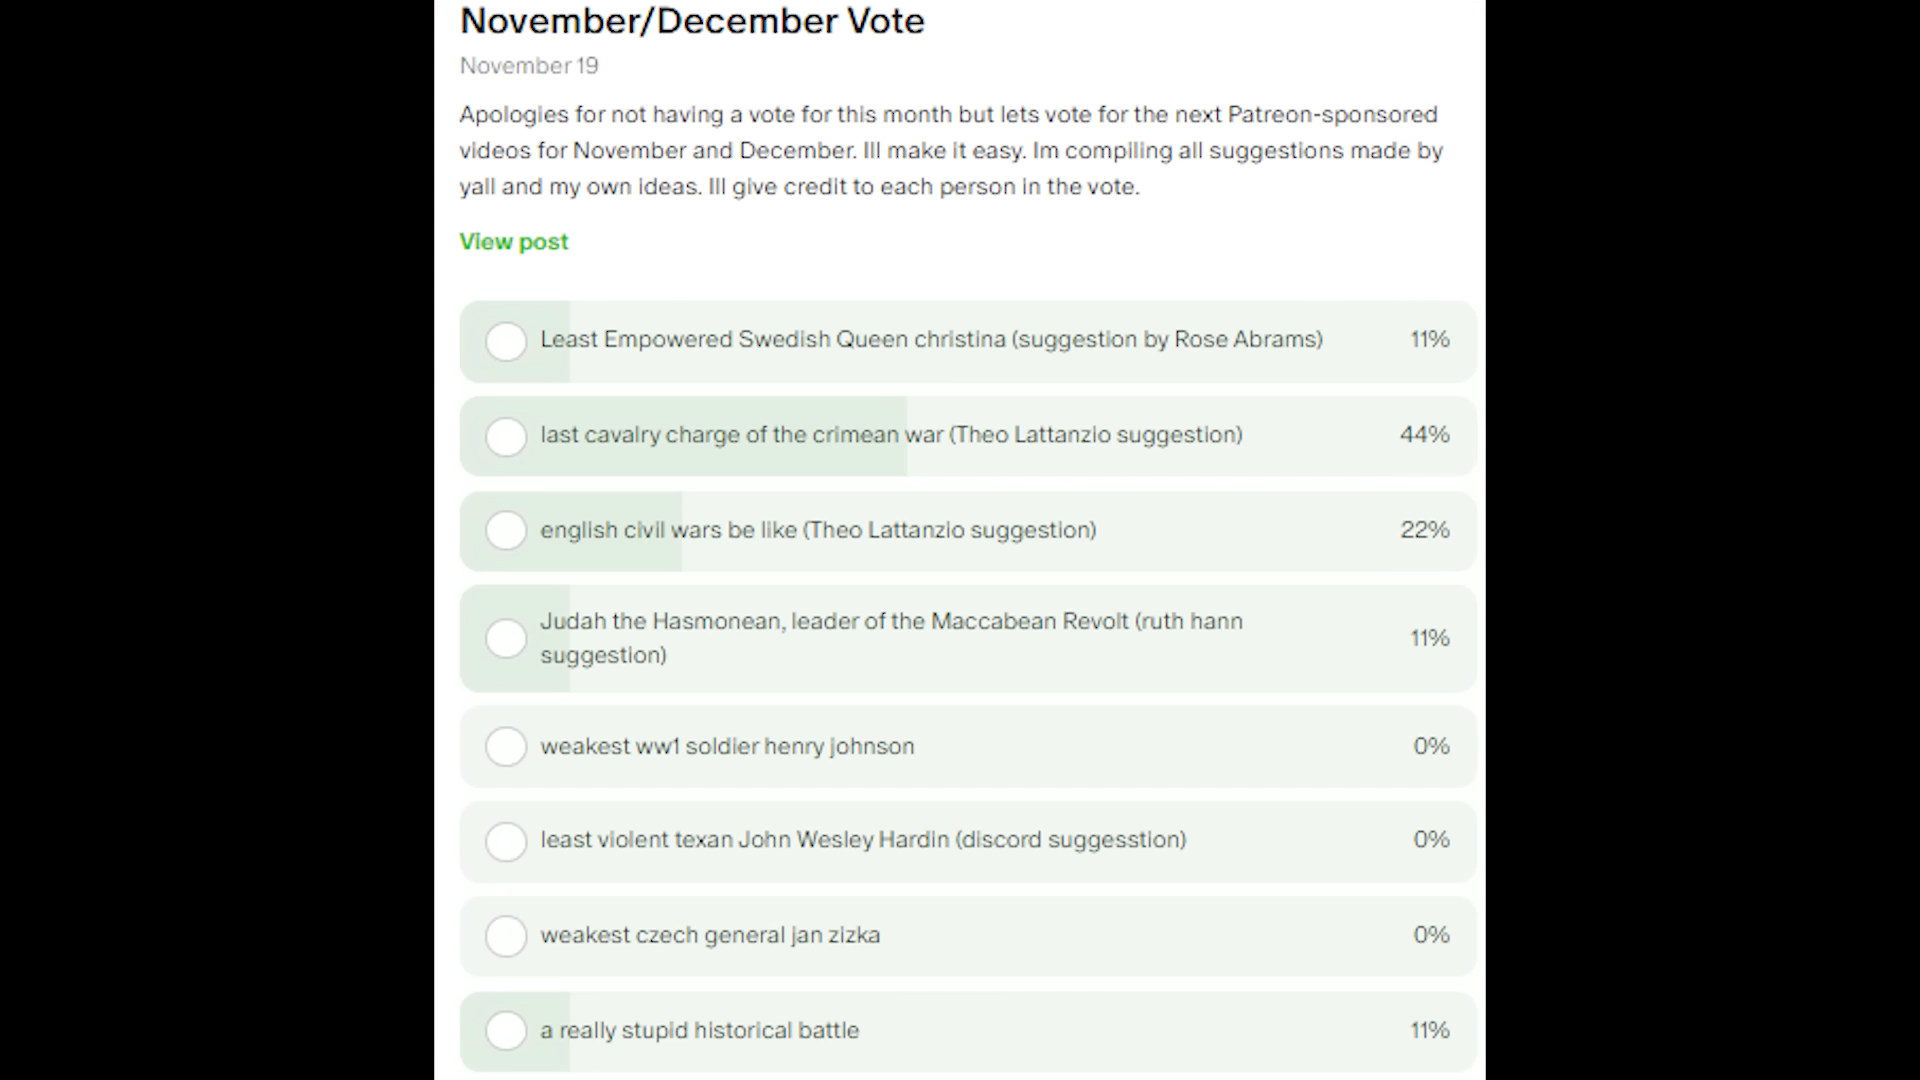 November/December Vote
November 19
Apologies for not having a vote for this month but lets vote for the next Patreon-sponsored
videos for November and December. Ill make it easy. Im compiling all suggestions made by
yall and my own ideas. Ill give credit to each person in the vote.
View post
Least Empowered Swedish Queen christina (suggestion by Rose Abrams) 11%
last cavalry charge of the crimean war (Theo Lattanzio suggestion) 44%
english civil wars be like (Theo Lattanzio suggestion) 22%
Judah the Hasmonean, leader of the Maccabean Revolt (ruth hann
suggestion) 11%
weakest ww1 soldier henry johnson 0%
least violent texan John Wesley Hardin (discord suggesstion) 0%
weakest czech general jan zizka 0%
a really stupid historical battle 11%